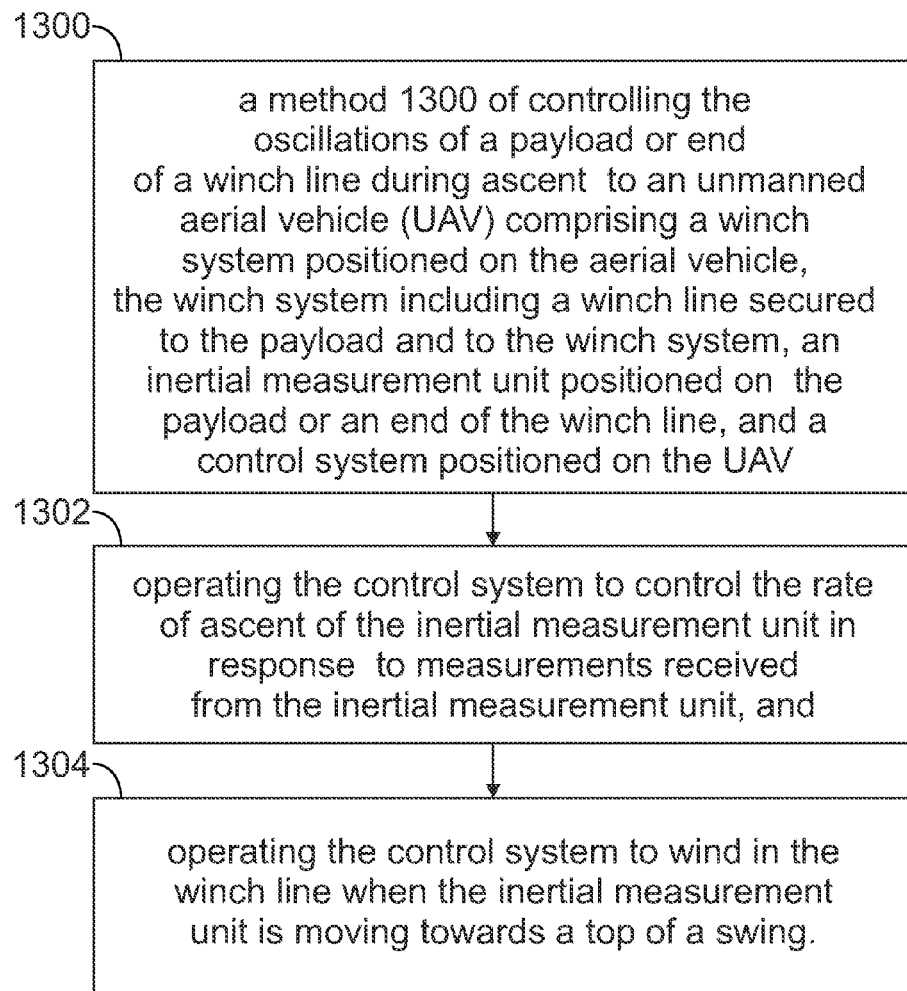 1300
a method 1300 of controlling the
oscillations of a payload or end
of a winch line during ascent to an unmanned
aerial vehicle (UAV) comprising a winch
system positioned on the aerial vehicle,
the winch system including a winch line secured
to the payload and to the winch system, an
inertial measurement unit positioned on the
payload or an end of the winch line, and a
control system positioned on the UAV
1302
operating the control system to control the rate
of ascent of the inertial measurement unit in
response to measurements received
from the inertial measurement unit, and
1304
operating the control system to wind in the
winch line when the inertial measurement
unit is moving towards a top of a swing.